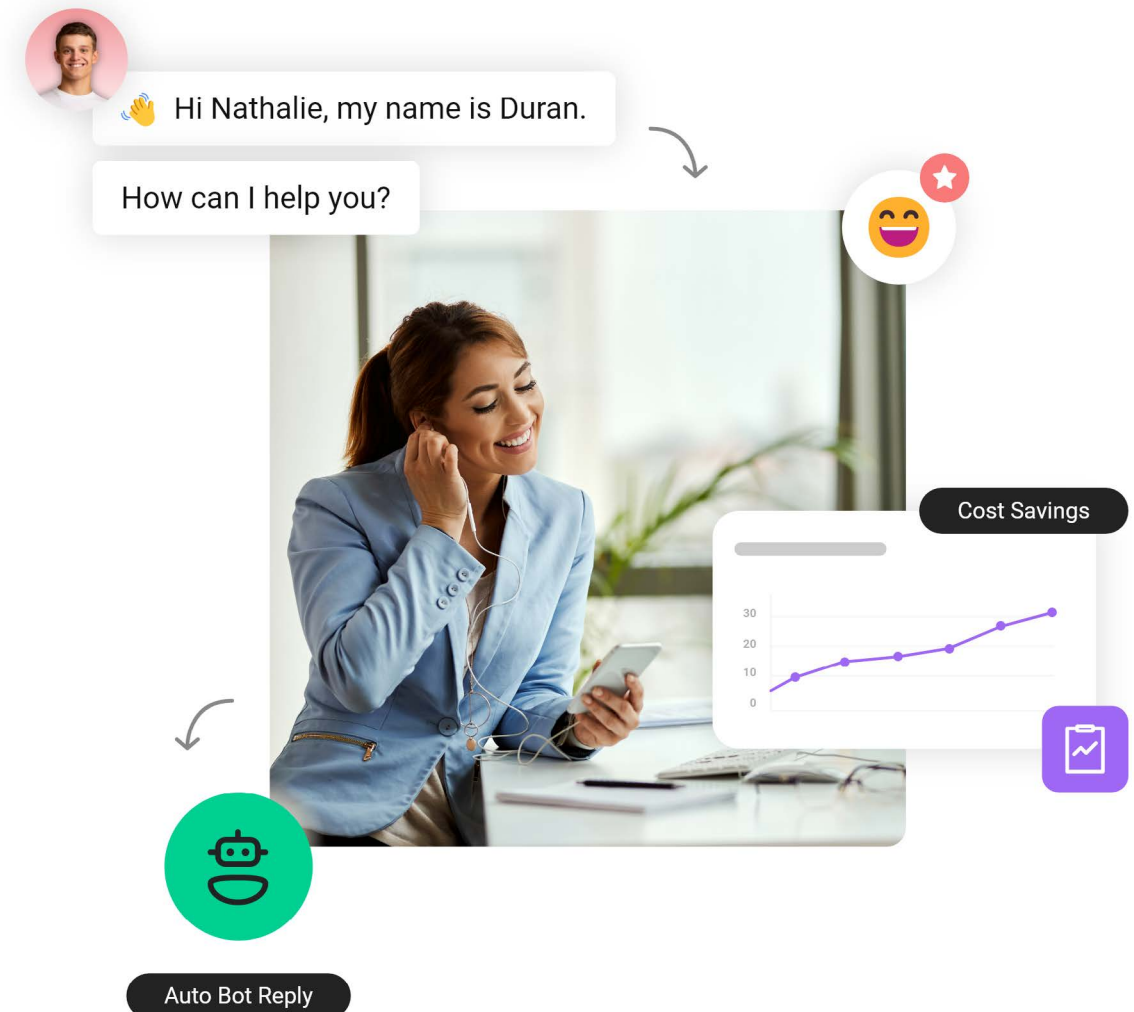 👋 Hi Nathalie, my name is Duran.
How can I help you?
Cost Savings
30
20
10
0
Auto Bot Reply